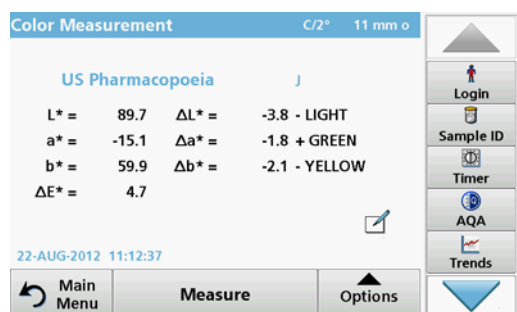 Color Measurement C/2° 11 mm o
US Pharmacopoeia J
L* = 89.7 ΔL* = -3.8 - LIGHT
a* = -15.1 Δa* = -1.8 + GREEN
b* = 59.9 Δb* = -2.1 - YELLOW
ΔE* = 4.7
22-AUG-2012 11:12:37
Main Menu
Measure
Options
Login
Sample ID
Timer
AQA
Trends